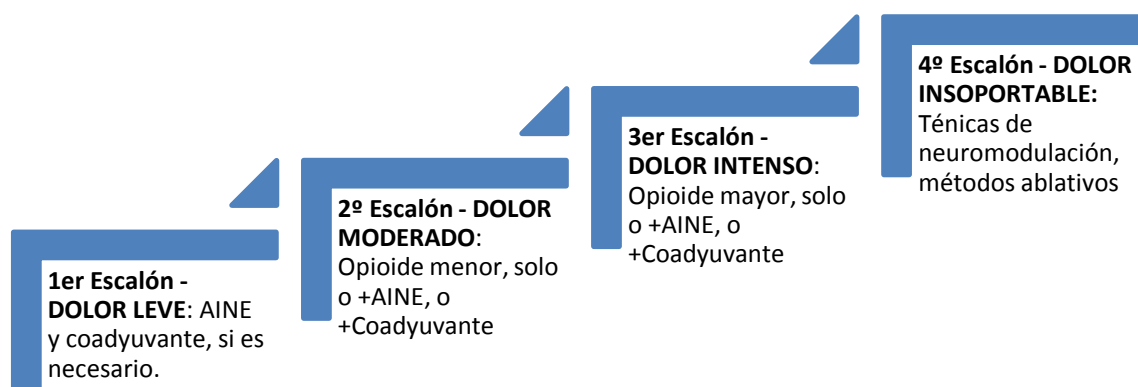 1er Escalón -
DOLOR LEVE: AINE
y coadyuvante, si es
necesario.
2º Escalón - DOLOR
MODERADO:
Opioide menor, solo
o +AINE, o
+Coadyuvante
3er Escalón -
DOLOR INTENSO:
Opioide mayor, solo
o +AINE, o
+Coadyuvante
4º Escalón - DOLOR
INSOPORTABLE:
Ténicas de
neuromodulación,
métodos ablativos